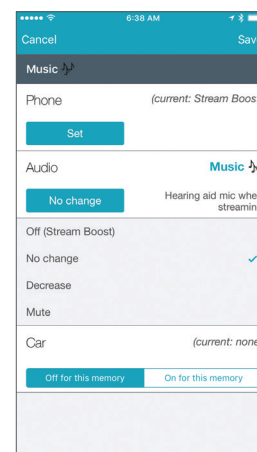 6:38 AM
Cancel Sav
Music
Phone (current: Stream Boos
Set
Audio Music
No change Hearing aid mic whe
streamin
Off (Stream Boost)
No change
Decrease
Mute
Car (current: none
Off for this memory On for this memory